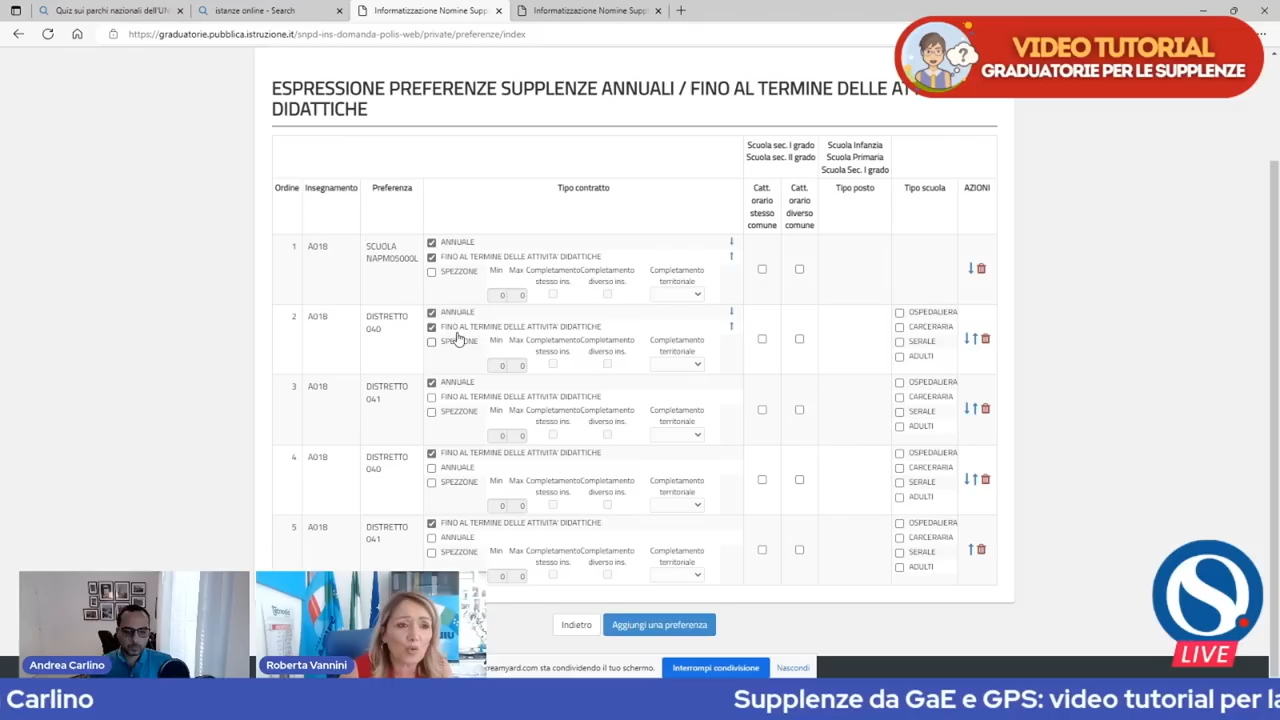 Quiz sui parchi nazionali dell'UN
istanze online - Search
Informatizzazione Nomine Supp
Informatizzazione Nomine Supp
https://graduatorie.pubblica.istruzione.it/snpd-ins-domanda-polis-web/private/preferenze/index
VIDEO TUTORIAL
GRADUATORIE PER LE SUPPLENZE
ESPRESSIONE PREFERENZE SUPPLENZE ANNUALI / FINO AL TERMINE DELLE
DIDATTICHE
Scuola sec. I grado
Scuola sec. II grado
Scuola Infanzia
Scuola Primaria
Scuola Sec. I grado
Ordine Insegnamento Preferenza Tipo contratto Catt. orario stesso comune Catt. orario diverso comune Tipo posto Tipo scuola AZIONI
1 A018 SCUOLA NAPM05000L
ANNUALE
FINO AL TERMINE DELLE ATTIVITA' DIDATTICHE
SPEZZONE Min Max Completamento stesso ins. Completamento diverso ins. Completamento territoriale
0 0
2 A018 DISTRETTO 040
ANNUALE
FINO AL TERMINE DELLE ATTIVITA' DIDATTICHE
SPEZZONE Min Max Completamento stesso ins. Completamento diverso ins. Completamento territoriale
0 0
OSPEDALIERA
CARCERARIA
SERALE
ADULTI
3 A018 DISTRETTO 041
ANNUALE
FINO AL TERMINE DELLE ATTIVITA' DIDATTICHE
SPEZZONE Min Max Completamento stesso ins. Completamento diverso ins. Completamento territoriale
0 0
OSPEDALIERA
CARCERARIA
SERALE
ADULTI
4 A018 DISTRETTO 040
FINO AL TERMINE DELLE ATTIVITA' DIDATTICHE
ANNUALE
SPEZZONE Min Max Completamento stesso ins. Completamento diverso ins. Completamento territoriale
0 0
OSPEDALIERA
CARCERARIA
SERALE
ADULTI
5 A018 DISTRETTO 041
FINO AL TERMINE DELLE ATTIVITA' DIDATTICHE
ANNUALE
SPEZZONE Min Max Completamento stesso ins. Completamento diverso ins. Completamento territoriale
0 0
OSPEDALIERA
CARCERARIA
SERALE
ADULTI
Indietro
Aggiungi una preferenza
Andrea Carlino
Roberta Vannini
reamyard.com sta condividendo il tuo schermo.
Interrompi condivisione
Nascondi
S
LIVE
Carlino
Supplenze da GaE e GPS: video tutorial per la